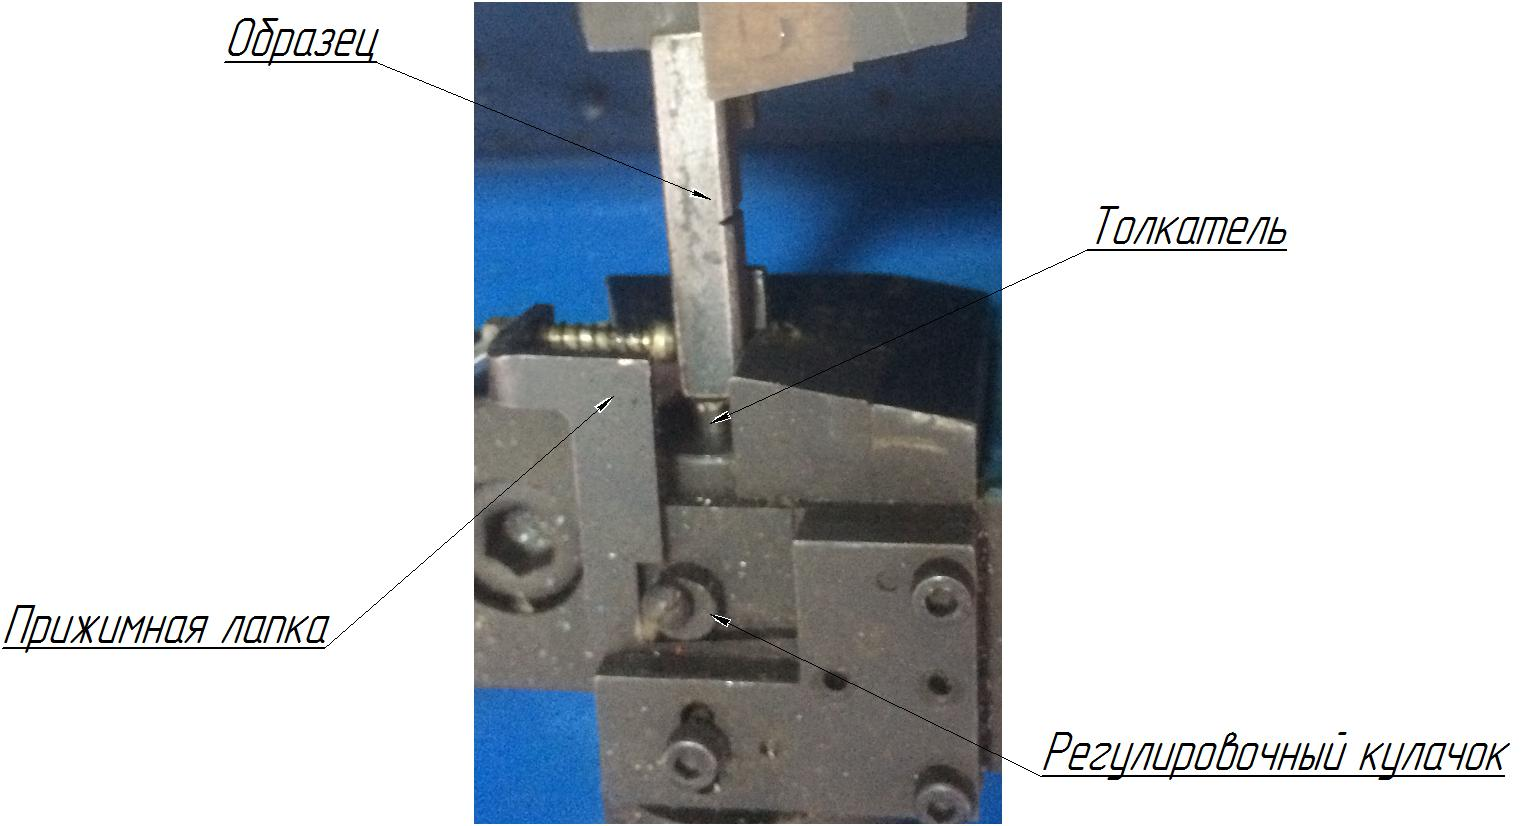 Образец
Толкатель
Прижимная лапка
Регулировочный кулачок